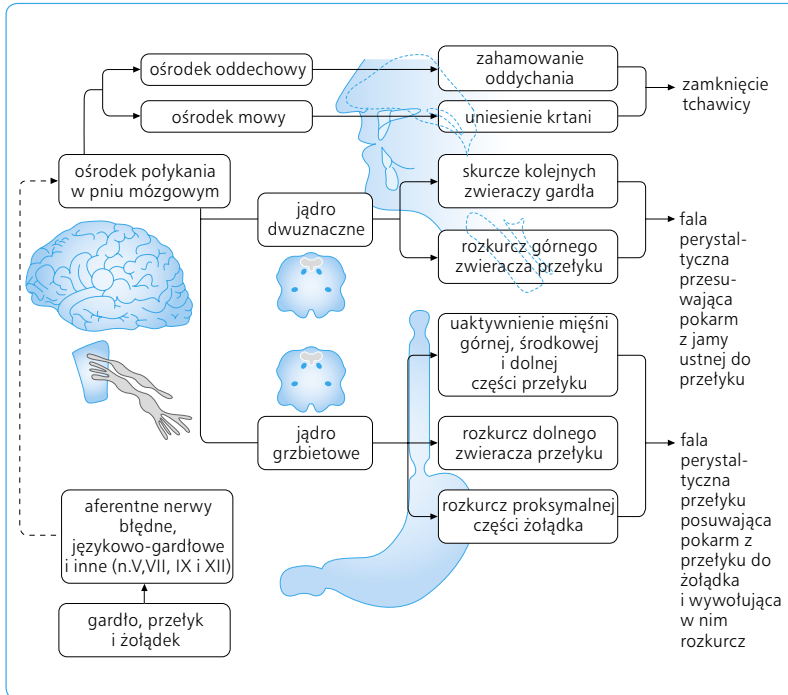 ośrodek oddechowy
zahamowanie
oddychania
zamknięcie
tchawicy
ośrodek mowy
uniesienie krtani
ośrodek połykania
w pniu mózgowym
jądro
dwuznaczne
skurcze kolejnych
zwieraczy gardła
rozkurcz górnego
zwieracza przełyku
fala
perystal-
tyczna
przesu-
wająca
pokarm
z jamy
ustnej do
przełyku
uaktywnienie mięśni
górnej, środkowej
i dolnej
części przełyku
jądro
grzbietowe
rozkurcz dolnego
zwieracza przełyku
rozkurcz proksymalnej
części żołądka
fala
perystal-
tyczna
przełyku
posuwająca
pokarm z
przełyku do
żołądka
i wywołująca
w nim
rozkurcz
aferentne nerwy
błędne,
językowo-gardłowe
i inne (n.V,VII, IX i XII)
gardło, przełyk
i żołądek